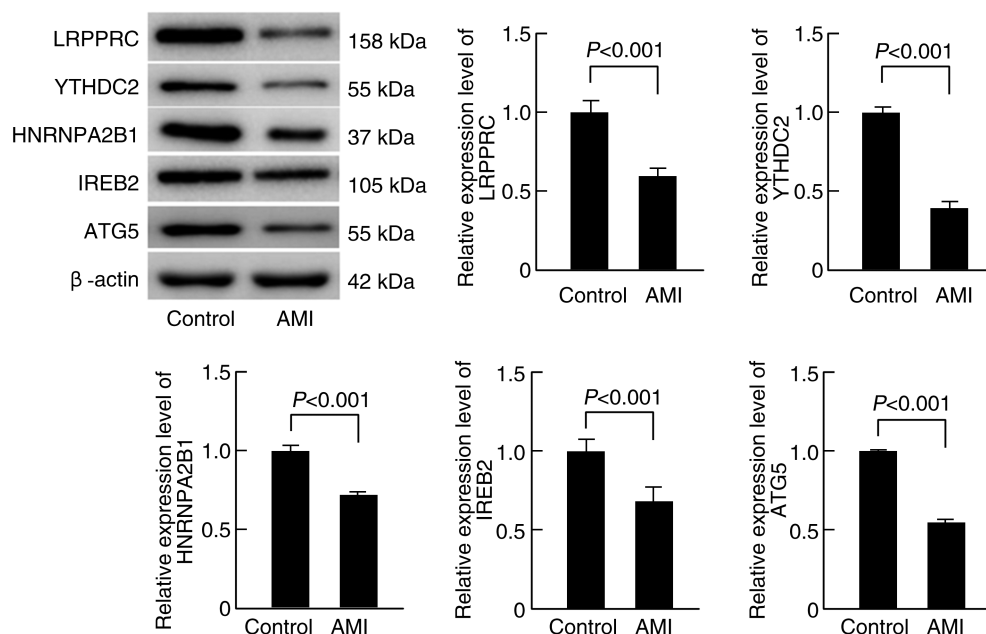 LRPPRC
158 kDa
YTHDC2
55 kDa
HNRNPA2B1
37 kDa
IREB2
105 kDa
ATG5
55 kDa
β-actin
42 kDa
Control AMI
Relative expression level of
LRPPRC
1.5
1.0
0.5
0
P<0.001
Control AMI
Relative expression level of
YTHDC2
1.5
1.0
0.5
0
P<0.001
Control AMI
Relative expression level of
HNRNPA2B1
1.5
1.0
0.5
0
P<0.001
Control AMI
Relative expression level of
IREB2
1.5
1.0
0.5
0
P<0.001
Control AMI
Relative expression level of
ATG5
1.5
1.0
0.5
0
P<0.001
Control AMI